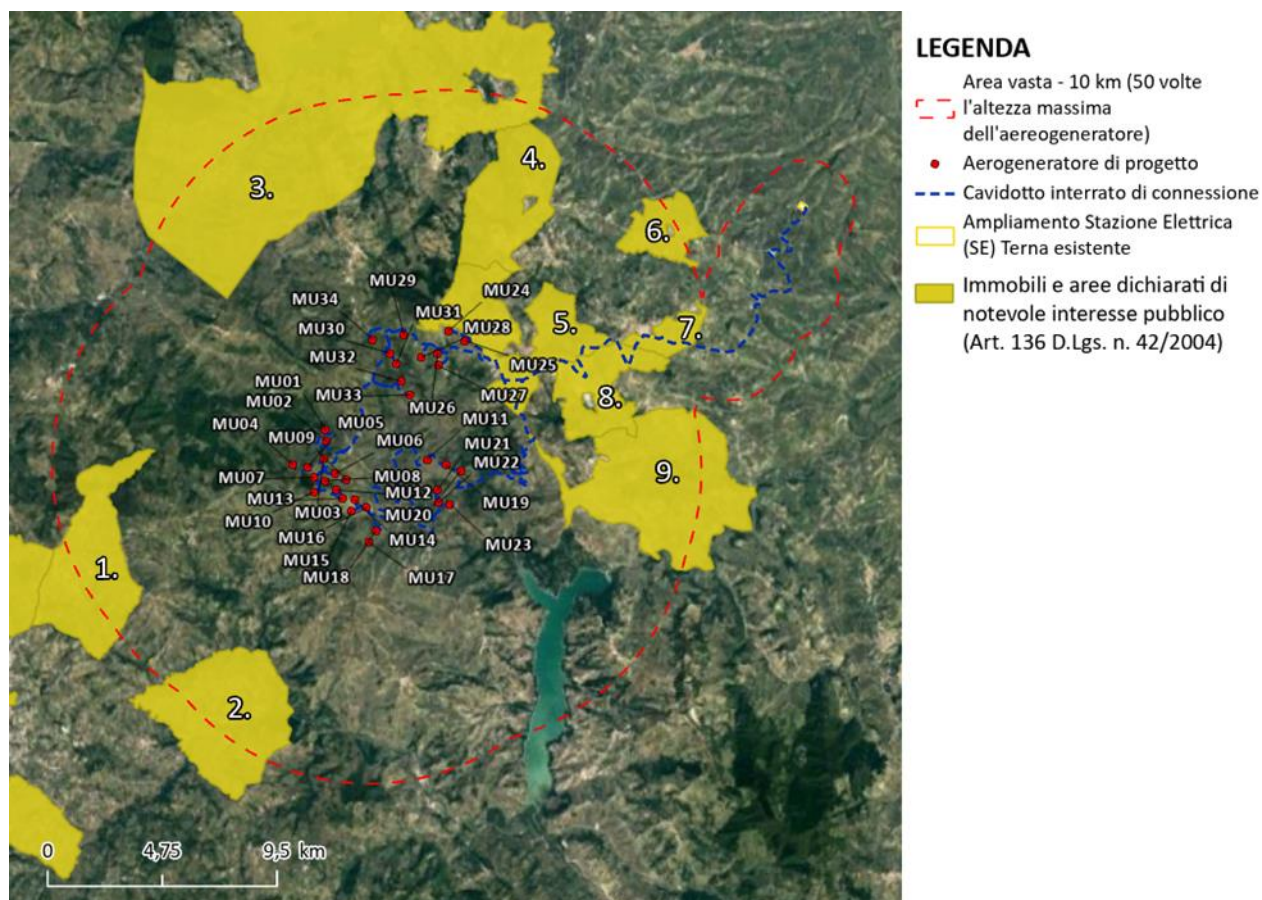 LEGENDA
Area vasta - 10 km (50 volte
l'altezza massima
dell'aereogeneratore)
Aerogeneratore di progetto
Cavidotto interrato di connessione
Ampliamento Stazione Elettrica
(SE) Terna esistente
Immobili e aree dichiarati di
notevole interesse pubblico
(Art. 136 D.Lgs. n. 42/2004)
4.
3.
6.
MU29
MU24
MU34
MU31
MU30
MU28
5.
7.
MU32
MU25
MU01
MU33
MU27
MU02
MU26
8.
MU04
MU05
MU11
MU09
MU06
MU21
MU22
MU07
MU08
9.
MU13
MU12
MU19
MU10
MU03
MU20
MU16
MU14
MU23
MU15
MU18
MU17
1.
2.
0 4,75 9,5 km